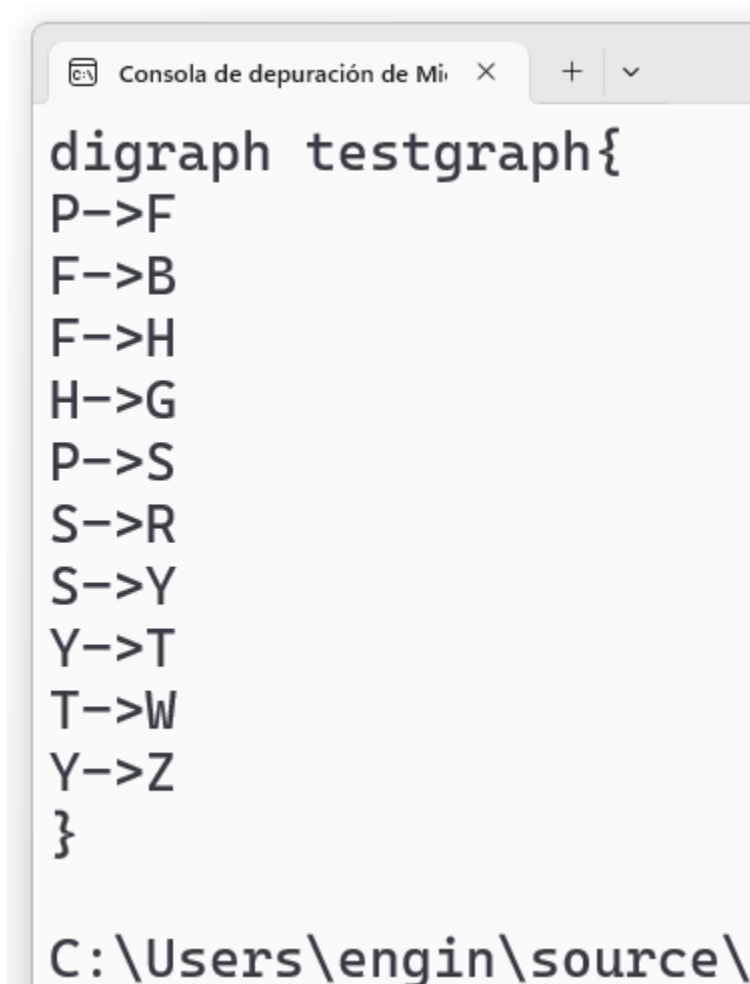 Consola de depuración de Mi
digraph testgraph{
P->F
F->B
F->H
H->G
P->S
S->R
S->Y
Y->T
T->W
Y->Z
}
C:\Users\engin\source\